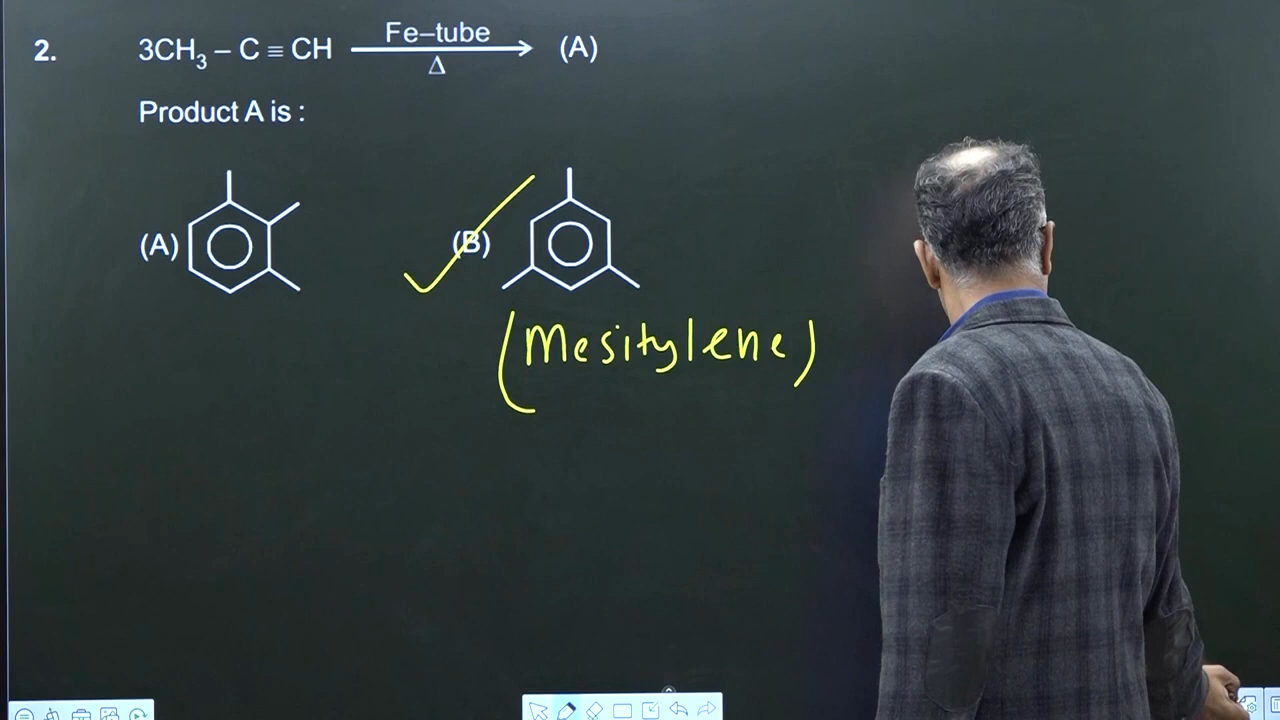 2. 3CH₃ – C ≡ CH Fe–tube Δ (A)
Product A is :
(A) (B)
(Mesitylene)